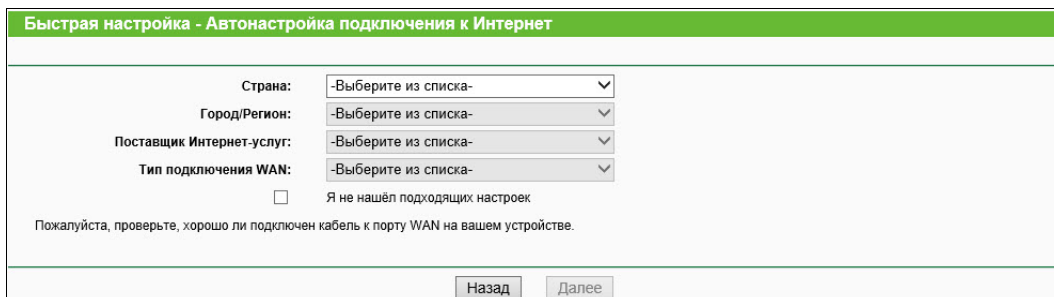 Быстрая настройка - Автонастройка подключения к Интернет
Страна: -Выберите из списка-
Город/Регион: -Выберите из списка-
Поставщик Интернет-услуг: -Выберите из списка-
Тип подключения WAN: -Выберите из списка-
Я не нашёл подходящих настроек
Пожалуйста, проверьте, хорошо ли подключен кабель к порту WAN на вашем устройстве.
Назад Далее